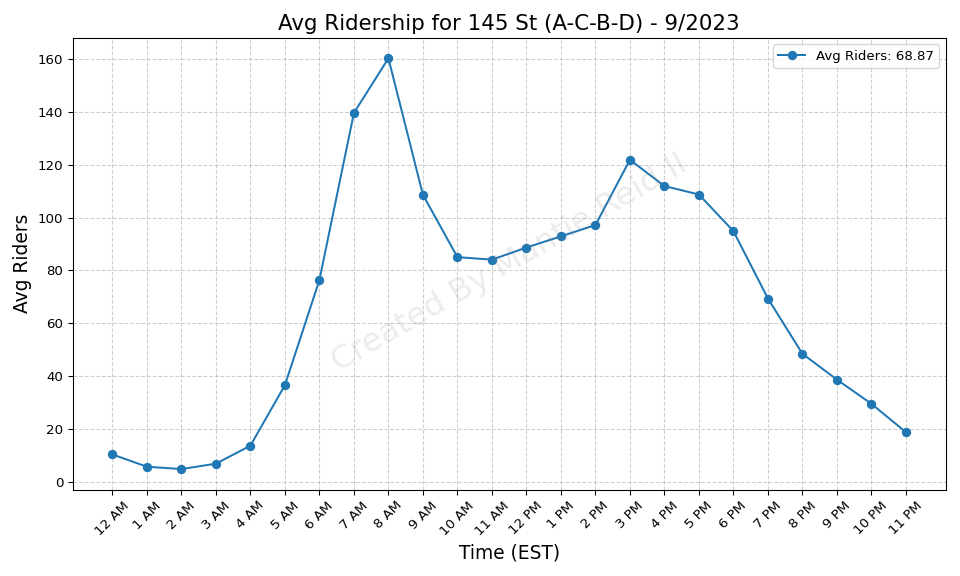 Avg Ridership for 145 St (A-C-B-D) - 9/2023
Avg Riders: 68.87
Avg Riders
160
140
120
100
80
60
40
20
0
Created By Mantie Reid II
12 AM
1 AM
2 AM
3 AM
4 AM
5 AM
6 AM
7 AM
8 AM
9 AM
10 AM
11 AM
12 PM
1 PM
2 PM
3 PM
4 PM
5 PM
6 PM
7 PM
8 PM
9 PM
10 PM
11 PM
Time (EST)